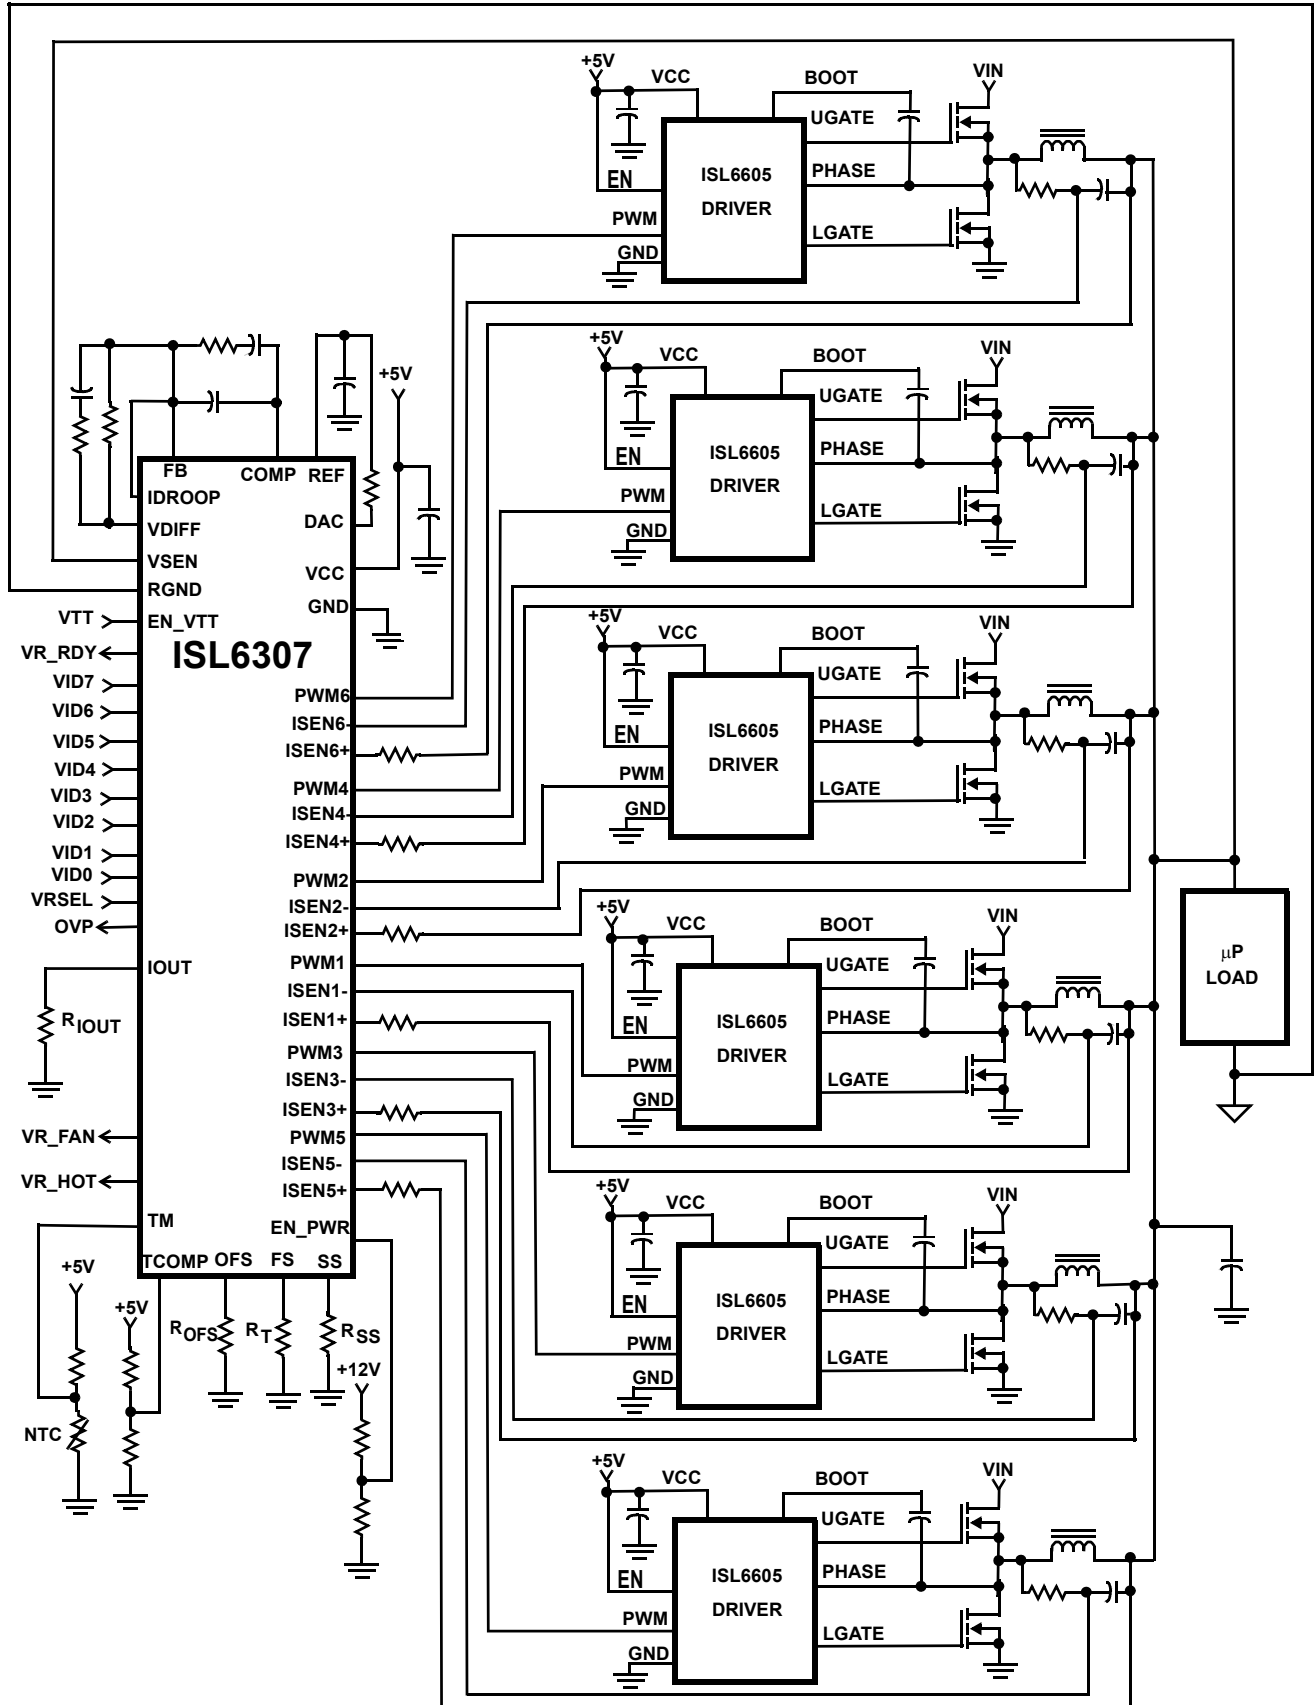 +5V
VCC
BOOT
VIN
UGATE
EN
ISL6605
DRIVER
PHASE
PWM
LGATE
GND
+5V
VCC
BOOT
VIN
UGATE
EN
ISL6605
DRIVER
PHASE
PWM
LGATE
GND
+5V
VCC
BOOT
VIN
UGATE
EN
ISL6605
DRIVER
PHASE
PWM
LGATE
GND
+5V
VCC
BOOT
VIN
UGATE
EN
ISL6605
DRIVER
PHASE
PWM
LGATE
GND
+5V
VCC
BOOT
VIN
UGATE
EN
ISL6605
DRIVER
PHASE
PWM
LGATE
GND
+5V
VCC
BOOT
VIN
UGATE
EN
ISL6605
DRIVER
PHASE
PWM
LGATE
GND
+5V
FB
COMP
REF
IDROOP
VDIFF
DAC
VSEN
VCC
RGND
GND
VTT
EN_VTT
ISL6307
VR_RDY
VID7
VID6
VID5
VID4
VID3
VID2
VID1
VID0
VRSEL
OVP
IOUT
RIOUT
VR_FAN
VR_HOT
TM
PWM6
ISEN6-
ISEN6+
PWM4
ISEN4-
ISEN4+
PWM2
ISEN2-
ISEN2+
PWM1
ISEN1-
ISEN1+
PWM3
ISEN3-
ISEN3+
PWM5
ISEN5-
ISEN5+
EN_PWR
TCOMP
OFS
FS
SS
+5V
+5V
ROFS
RT
RSS
+12V
NTC
µP
LOAD